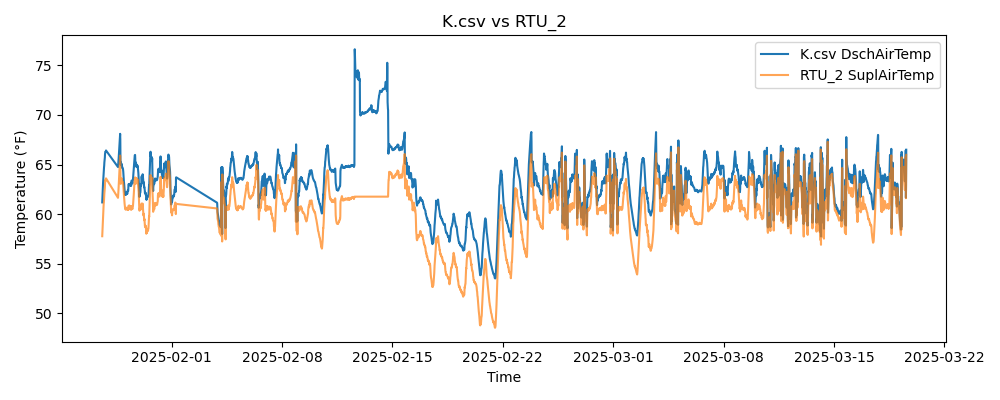 K.csv vs RTU_2
K.csv DschAirTemp
RTU_2 SuplAirTemp
Temperature (°F)
75
70
65
60
55
50
2025-02-01
2025-02-08
2025-02-15
2025-02-22
2025-03-01
2025-03-08
2025-03-15
2025-03-22
Time